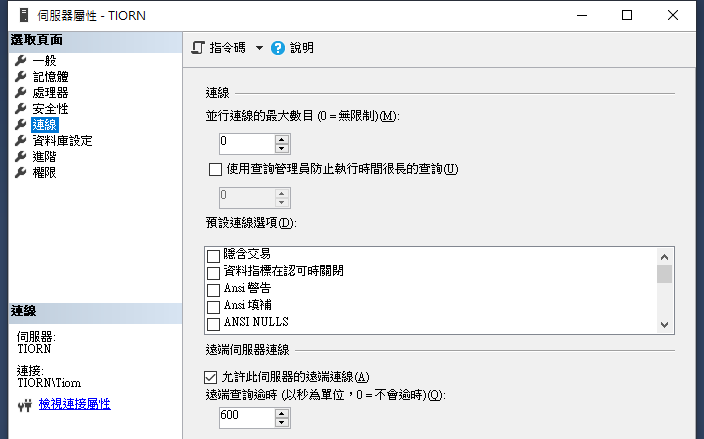 伺服器屬性 - TIORN
選取頁面
一般
記憶體
處理器
安全性
連線
資料庫設定
進階
權限
連線
伺服器:
TIORN
連接:
TIORN\Tiorn
檢視連接屬性
指令碼
說明
連線
並行連線的最大數目 (0 = 無限制)(M):
0
使用查詢管理員防止執行時間很長的查詢(U)
0
預設連線選項(D):
隱含交易
資料指標在認可時關閉
Ansi 警告
Ansi 填補
ANSI NULLS
遠端伺服器連線
允許此伺服器的遠端連線(A)
遠端查詢逾時 (以秒為單位，0 = 不會逾時)(Q):
600